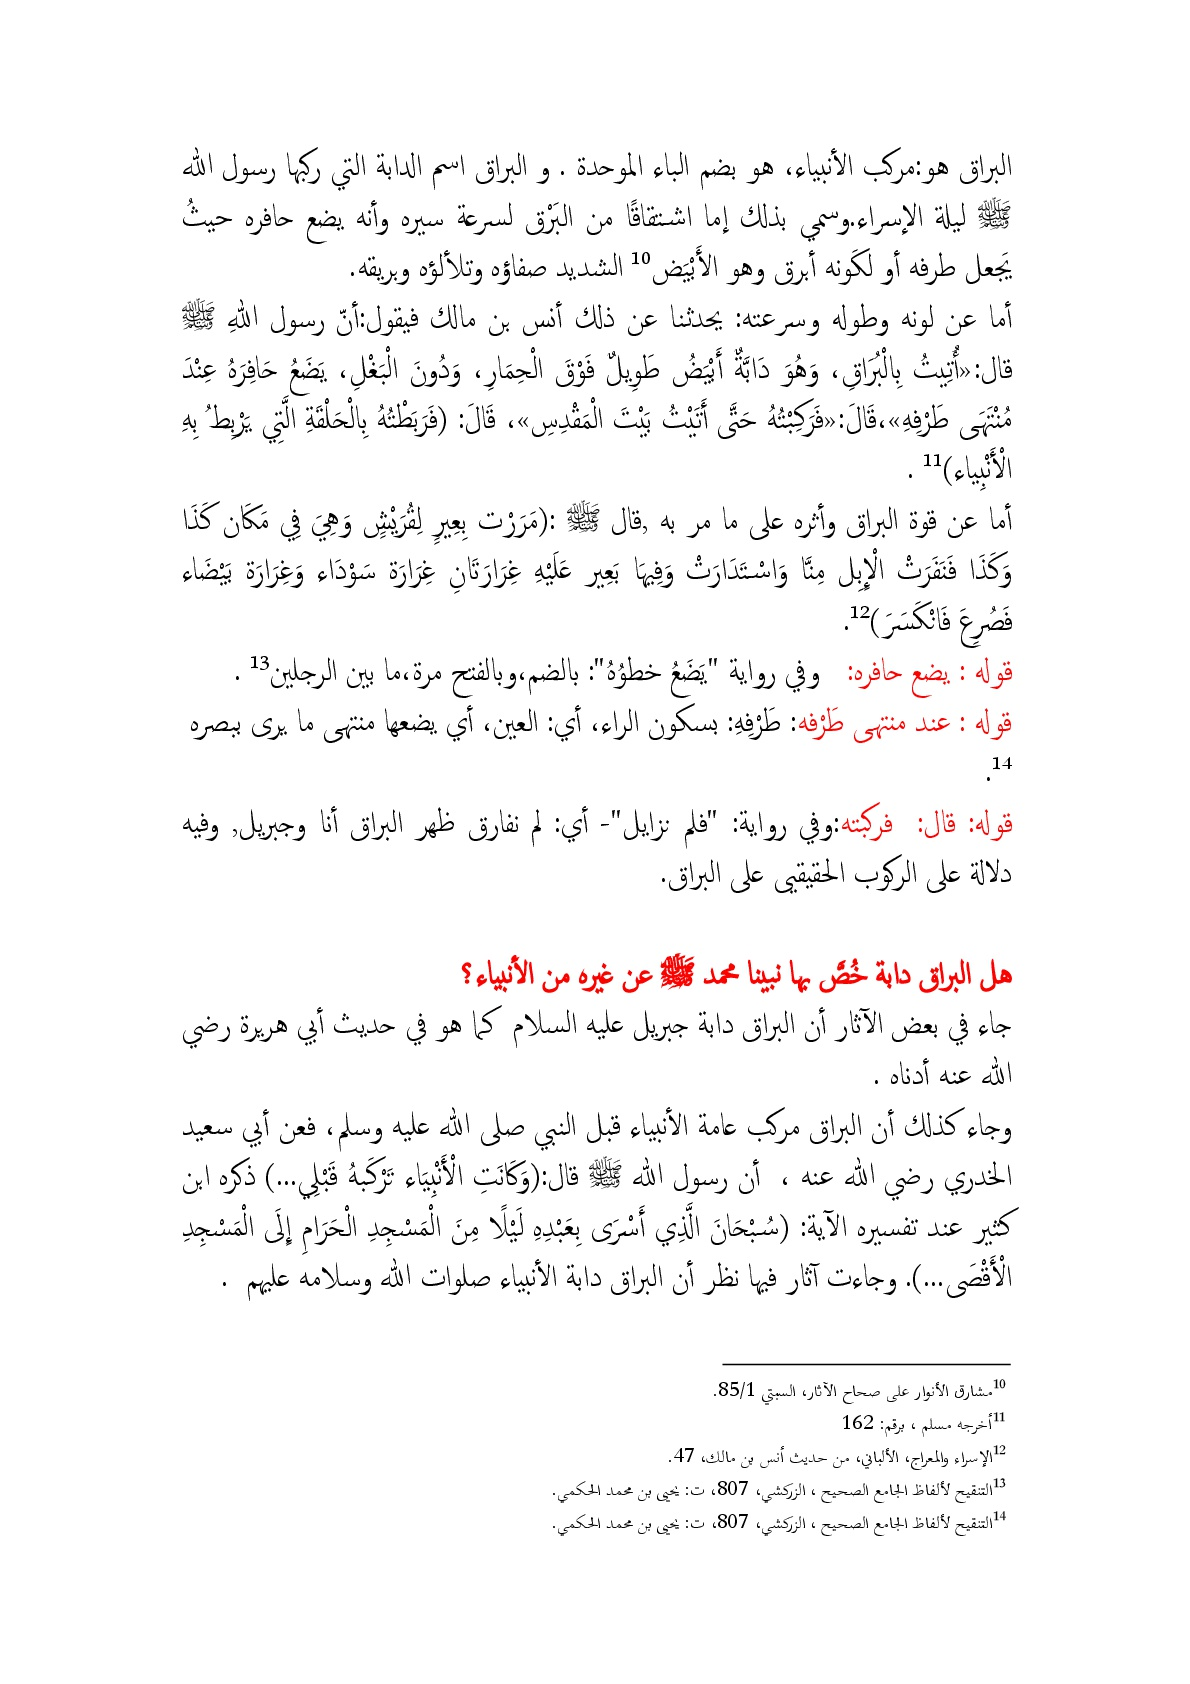 البراق هو:مركب الأنبياء، هو بضم الباء الموحدة . و البراق اسم الدابة التي ركبها رسول الله
ﷺ ليلة الإسراء.وسمي بذلك إما اشتقاقًا من البَرْق لسرعة سيره وأنه يضع حافره حيثُ
يَجعل طرفه أو لكَونه أبرق وهو الأَبْيَض10 الشديد صفاؤه وتلألؤه وبريقه.
أما عن لونه وطوله وسرعته: يحدثنا عن ذلك أنس بن مالك فيقول:أنّ رسول اللهِ ﷺ
قال:«أُتِيتُ بِالْبُرَاقِ، وَهُوَ دَابَّةٌ أَبْيَضُ طَوِيلٌ فَوْقَ الْحِمَارِ، وَدُونَ الْبَغْلِ، يَضَعُ حَافِرَهُ عِنْدَ
مُنْتَهَى طَرْفِهِ»،قَالَ:«فَرَكِبْتُهُ حَتَّى أَتَيْتُ بَيْتَ الْمَقْدِسِ»، قَالَ: (فَرَبَطْتُهُ بِالْحَلْقَةِ الَّتِي يَرْبِطُ بِهِ
الْأَنْبِياء)11 .
أما عن قوة البراق وأثره على ما مر به ,قال ﷺ :(مَرَرْت بِعِيرٍ لِقُرَيْشٍ وَهِيَ فِي مَكَان كَذَا
وَكَذَا فَنَفَرَتْ الْإِبِل مِنَّا وَاسْتَدَارَتْ وَفِيهَا بَعِير عَلَيْهِ غِرَارَتَانِ غِرَارَة سَوْدَاء وَغِرَارَة بَيْضَاء
فَصُرِعَ فَانْكَسَرَ)12.
قوله : يضع حافره: وفي رواية "يَضَعُ خطوُهُ": بالضم،وبالفتح مرة،ما بين الرجلين13 .
قوله : عند منتهى طَرْفه: طَرْفِهِ: بسكون الراء، أي: العين، أي يضعها منتهى ما يرى ببصره
14.
قوله: قال: فركبته:وفي رواية: "فلم نزايل"- أي: لم نفارق ظهر البراق أنا وجبريل, وفيه
دلالة على الركوب الحقيقيى على البراق.
هل البراق دابة خُصَّ بها نبينا محمد ﷺ عن غيره من الأنبياء؟
جاء في بعض الآثار أن البراق دابة جبريل عليه السلام كما هو في حديث أبي هريرة رضي
الله عنه أدناه .
وجاء كذلك أن البراق مركب عامة الأنبياء قبل النبي صلى الله عليه وسلم، فعن أبي سعيد
الخدري رضي الله عنه ، أن رسول الله ﷺ قال:(وَكَانَتِ الْأَنْبِيَاء تَرْكَبهُ قَبْلِي...) ذكره ابن
كثير عند تفسيره الآية: (سُبْحَانَ الَّذِي أَسْرَى بِعَبْدِهِ لَيْلًا مِنَ الْمَسْجِدِ الْحَرَامِ إِلَى الْمَسْجِدِ
الْأَقْصَى...). وجاءت آثار فيها نظر أن البراق دابة الأنبياء صلوات الله وسلامه عليهم .
10مشارق الأنوار على صحاح الآثار، السبتي 85/1.
11أخرجه مسلم ، برقم: 162
12الإسراء والمعراج، الألباني، من حديث أنس بن مالك، 47.
13التنقيح لألفاظ الجامع الصحيح ، الزركشي، 807، ت: يحيى بن محمد الحكمي.
14التنقيح لألفاظ الجامع الصحيح ، الزركشي، 807، ت: يحيى بن محمد الحكمي.